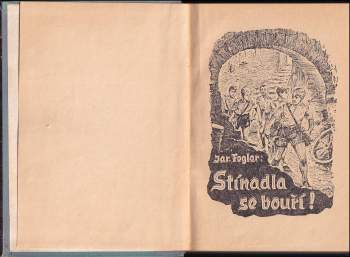 Jar. Foglar:
Stínadla
se bouří!